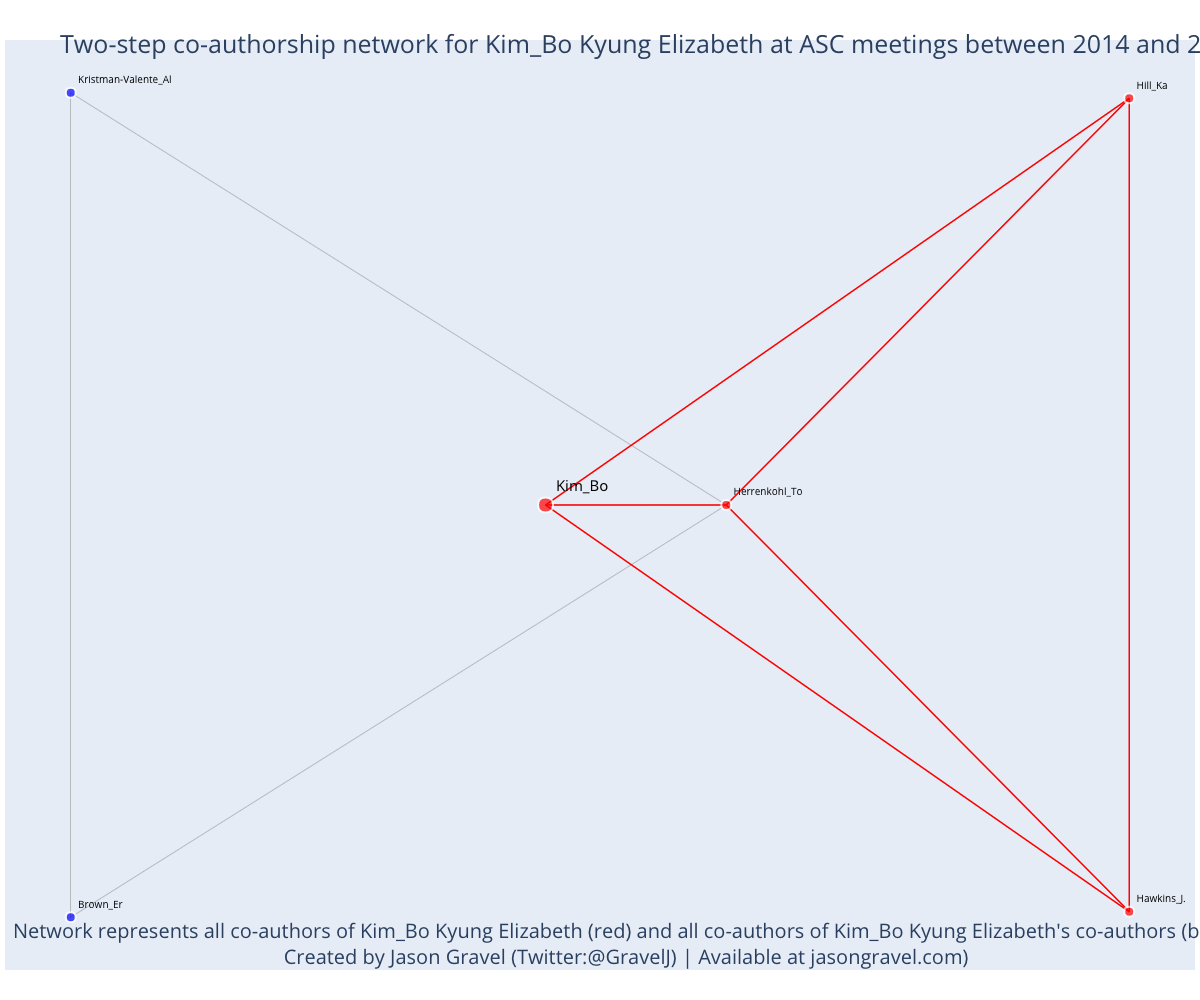 Two-step co-authorship network for Kim_Bo Kyung Elizabeth at ASC meetings between 2014 and 2
Kristman-Valente_Al
Hill_Ka
Kim_Bo
Herrenkohl_To
Brown_Er
Hawkins_J.
Network represents all co-authors of Kim_Bo Kyung Elizabeth (red) and all co-authors of Kim_Bo Kyung Elizabeth's co-authors (b
Created by Jason Gravel (Twitter:@GravelJ) | Available at jasongravel.com)